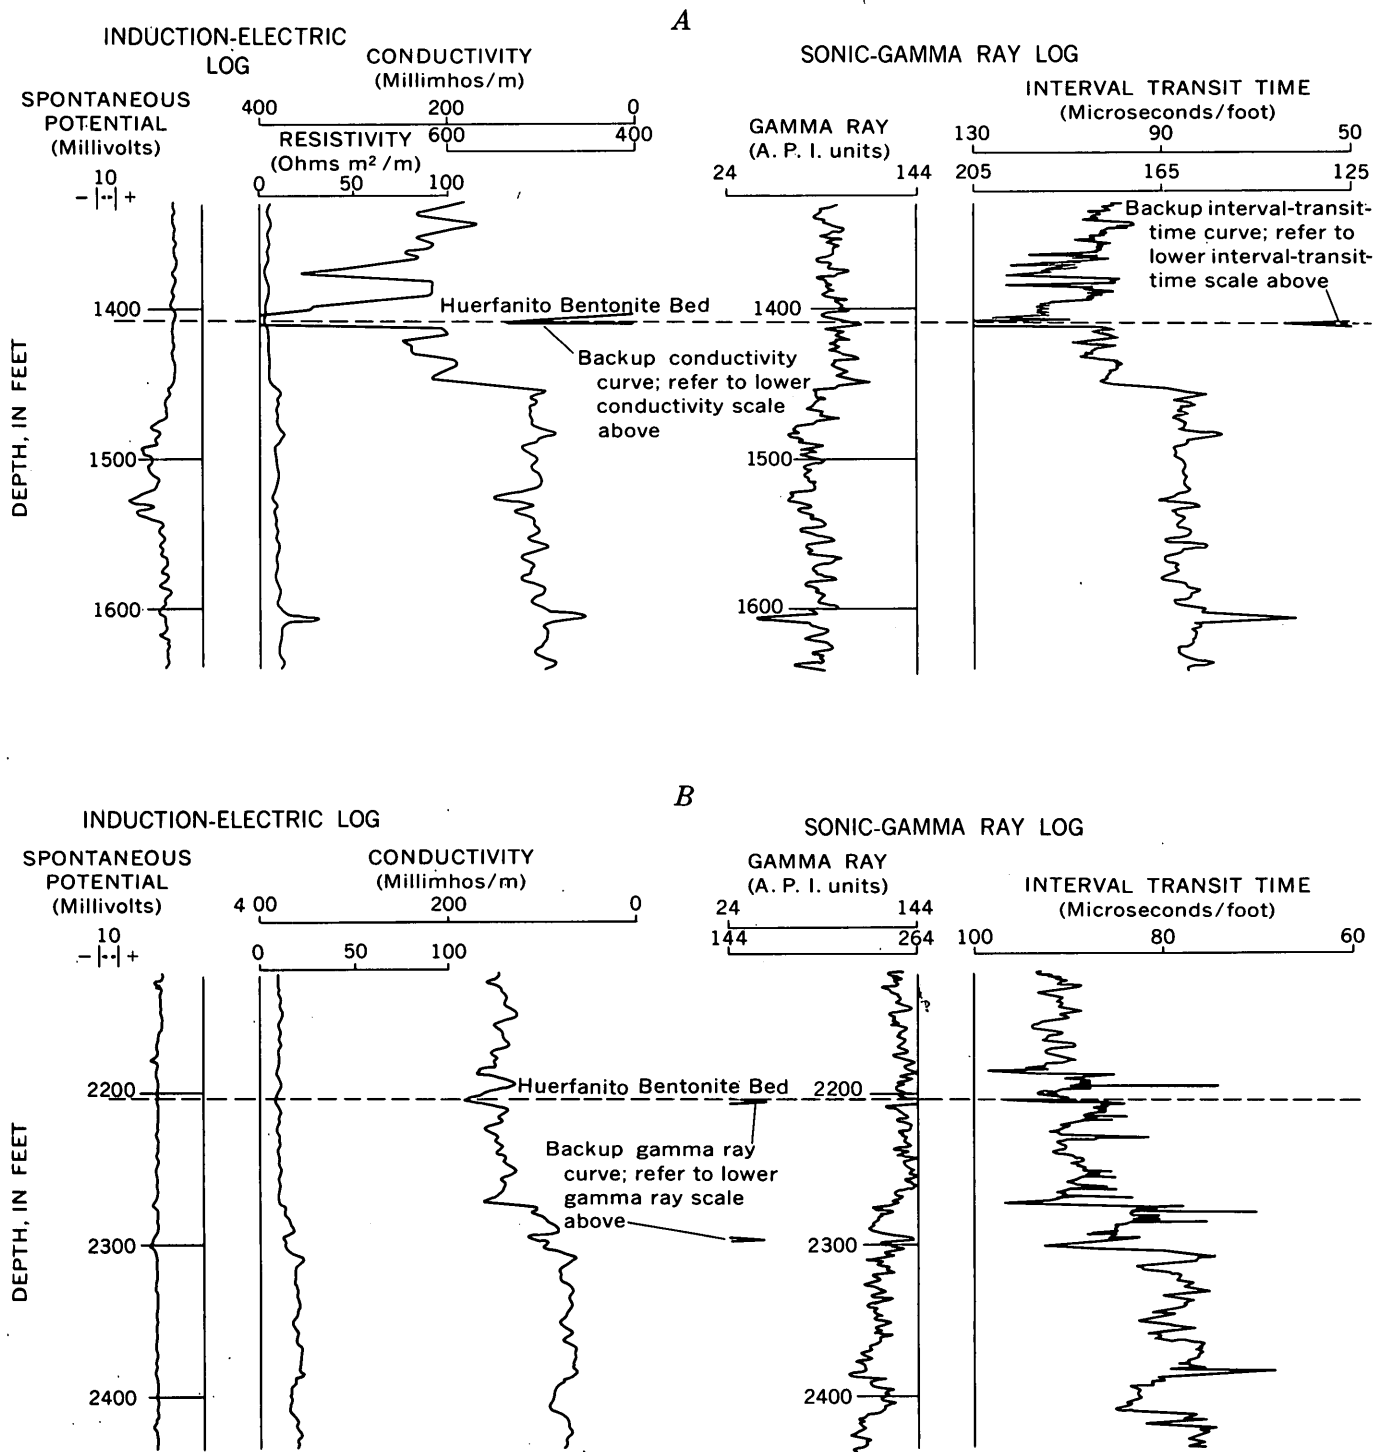 A
INDUCTION-ELECTRIC
LOG
CONDUCTIVITY
(Millimhos/m)
SONIC-GAMMA RAY LOG
SPONTANEOUS
POTENTIAL
(Millivolts)
10
- +
400 200 0
600 400
RESISTIVITY
(Ohms m²/m)
0 50 100
GAMMA RAY
(A. P. I. units)
24 144
INTERVAL TRANSIT TIME
(Microseconds/foot)
130 90 50
205 165 125
Backup interval-transit-
time curve; refer to
lower interval-transit-
time scale above
DEPTH, IN FEET
1400
1500
1600
Huerfanito Bentonite Bed
Backup conductivity
curve; refer to lower
conductivity scale
above
1400
1500
1600
B
INDUCTION-ELECTRIC LOG
SONIC-GAMMA RAY LOG
SPONTANEOUS
POTENTIAL
(Millivolts)
10
- +
CONDUCTIVITY
(Millimhos/m)
4 00 200 0
0 50 100
GAMMA RAY
(A. P. I. units)
24 144
144 264
INTERVAL TRANSIT TIME
(Microseconds/foot)
100 80 60
DEPTH, IN FEET
2200
2300
2400
Huerfanito Bentonite Bed
Backup gamma ray
curve; refer to lower
gamma ray scale
above
2200
2300
2400